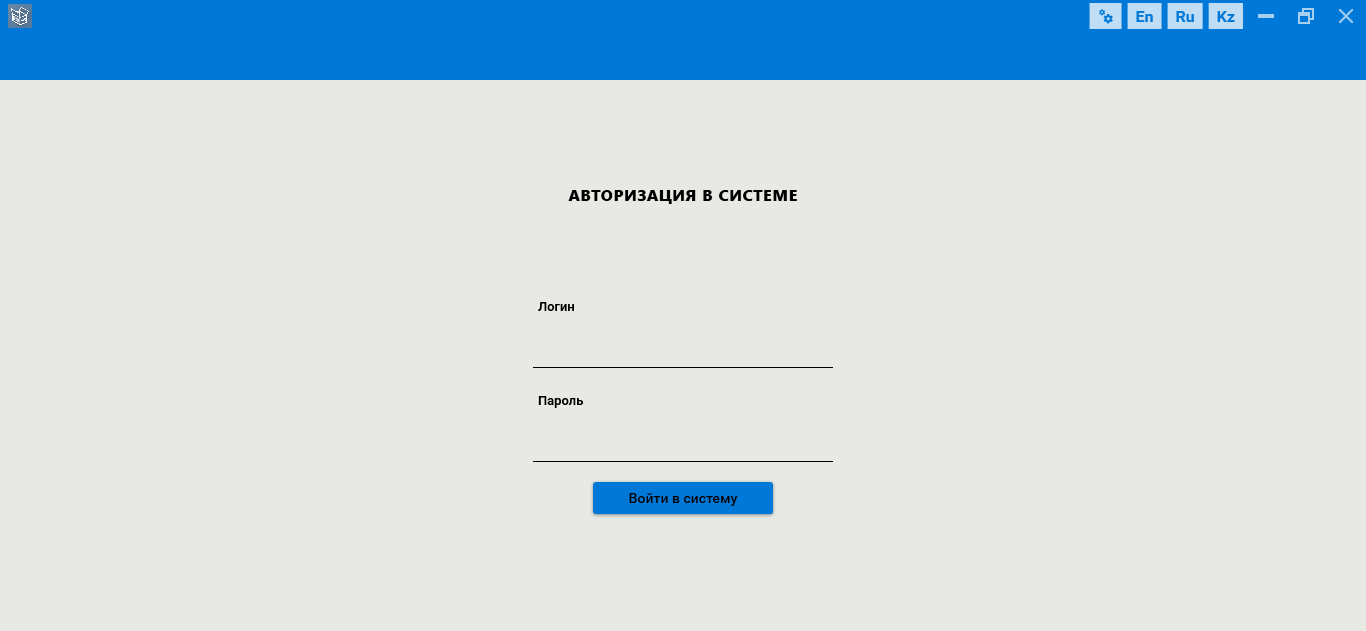 En Ru Kz
АВТОРИЗАЦИЯ В СИСТЕМЕ
Логин
Пароль
Войти в систему